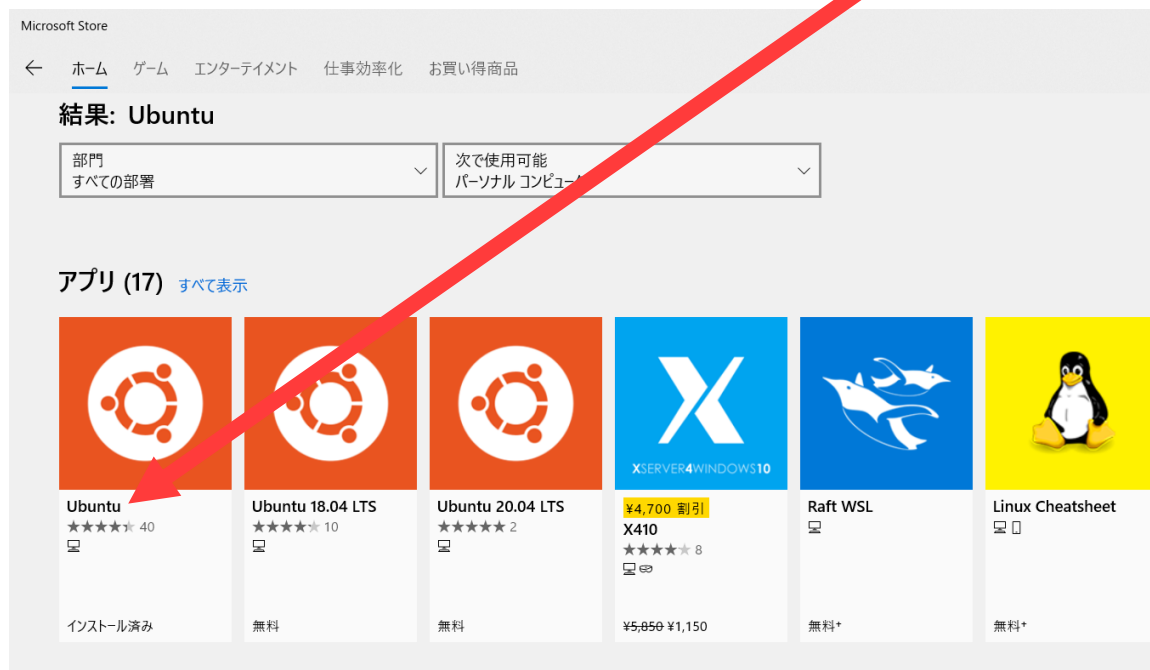 Microsoft Store
ホーム ゲーム エンターテイメント 仕事効率化 お買い得商品
結果: Ubuntu
部門
すべての部署
次で使用可能
パーソナル コンピュー
アプリ (17) すべて表示
XSERVER4WINDOWS10
Ubuntu
40
インストール済み
Ubuntu 18.04 LTS
10
無料
Ubuntu 20.04 LTS
2
無料
¥4,700 割引
X410
8
¥5,850 ¥1,150
Raft WSL
無料+
Linux Cheatsheet
無料+